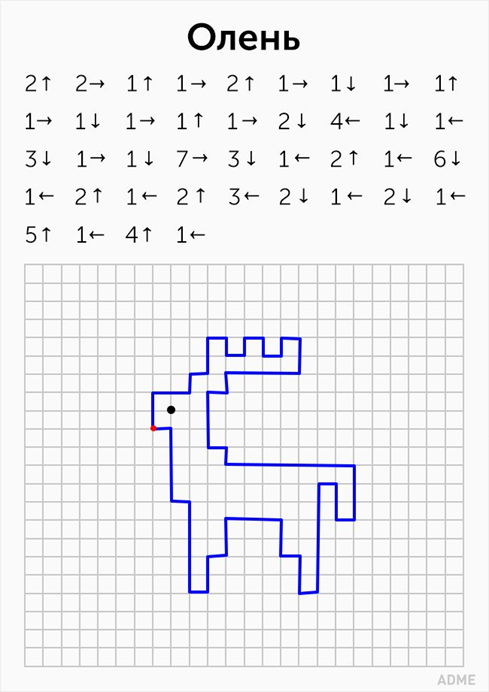 Олень
2↑ 2→ 1↑ 1→ 2↑ 1→ 1↓ 1→ 1↑
1→ 1↓ 1→ 1↑ 1→ 2↓ 4← 1↓ 1←
3↓ 1→ 1↓ 7→ 3↓ 1← 2↑ 1← 6↓
1← 2↑ 1← 2↑ 3← 2↓ 1← 2↓ 1←
5↑ 1← 4↑ 1←
ADME